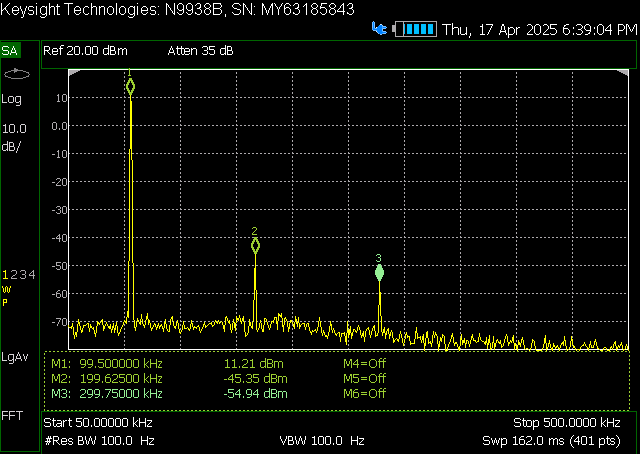 Keysight Technologies: N9938B, SN: MY63185843
Thu, 17 Apr 2025 6:39:04 PM
SA
Ref 20.00 dBm Atten 35 dB
Log
10.0
dB/
1
10
0.0
-10
-20
-30
2
-40
3
-50
1234
-60
W
P
-70
LgAv
M1: 99.500000 kHz 11.21 dBm M4=Off
M2: 199.62500 kHz -45.35 dBm M5=Off
M3: 299.75000 kHz -54.94 dBm M6=Off
FFT
Start 50.00000 kHz Stop 500.0000 kHz
#Res BW 100.0 Hz VBW 100.0 Hz Swp 162.0 ms (401 pts)